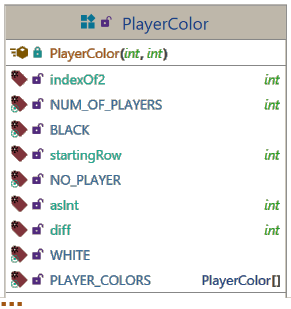 PlayerColor
PlayerColor(int, int)
indexOf2 int
NUM_OF_PLAYERS int
BLACK
startingRow int
NO_PLAYER
asInt int
diff int
WHITE
PLAYER_COLORS PlayerColor[]